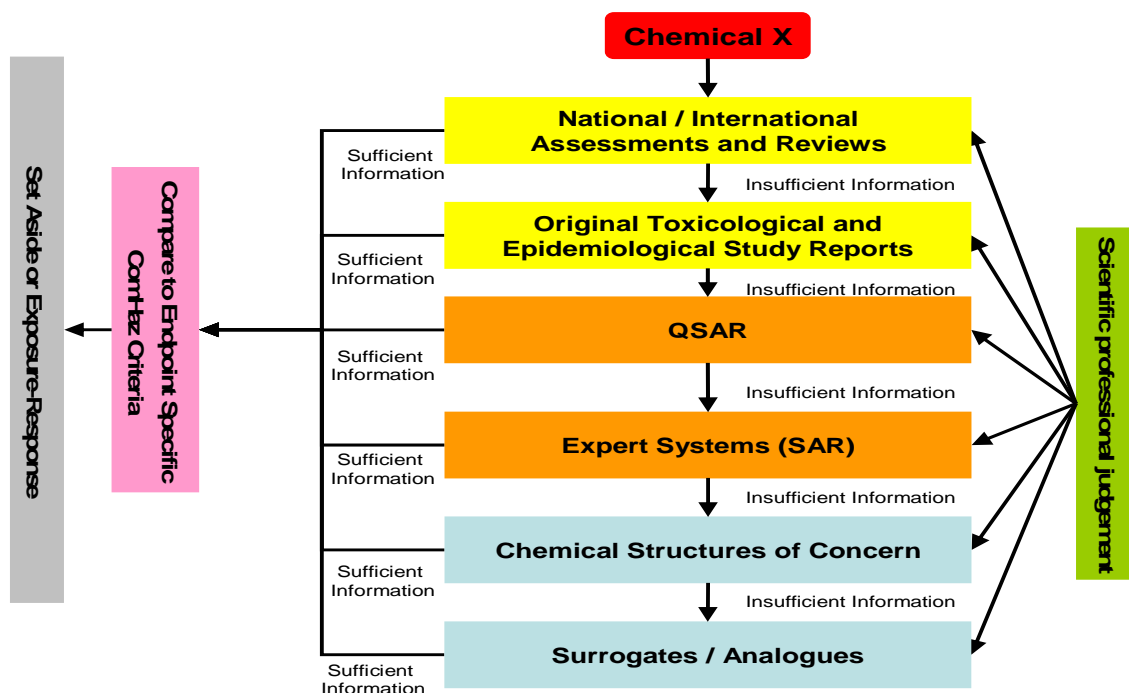 Chemical X
National / International
Assessments and Reviews
Sufficient
Information
Insufficient Information
Original Toxicological and
Epidemiological Study Reports
Sufficient
Information
Insufficient Information
QSAR
Sufficient
Information
Insufficient Information
Expert Systems (SAR)
Sufficient
Information
Insufficient Information
Chemical Structures of Concern
Sufficient
Information
Insufficient Information
Surrogates / Analogues
Sufficient
Information
Compare to Endpoint Specific
ComHaz Criteria
Set Aside or Exposure-Response
Scientific professional judgement